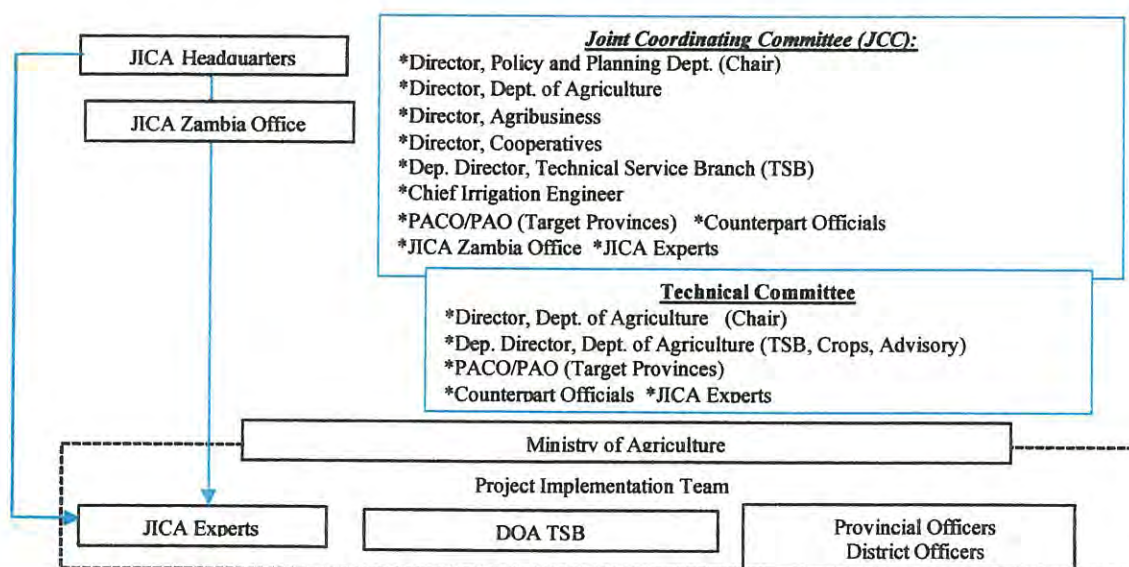 JICA Headquarters
JICA Zambia Office
Joint Coordinating Committee (JCC):
*Director, Policy and Planning Dept. (Chair)
*Director, Dept. of Agriculture
*Director, Agribusiness
*Director, Cooperatives
*Dep. Director, Technical Service Branch (TSB)
*Chief Irrigation Engineer
*PACO/PAO (Target Provinces) *Counterpart Officials
*JICA Zambia Office *JICA Experts
Technical Committee
*Director, Dept. of Agriculture (Chair)
*Dep. Director, Dept. of Agriculture (TSB, Crops, Advisory)
*PACO/PAO (Target Provinces)
*Counterpart Officials *JICA Experts
Ministry of Agriculture
Project Implementation Team
JICA Experts
DOA TSB
Provincial Officers
District Officers